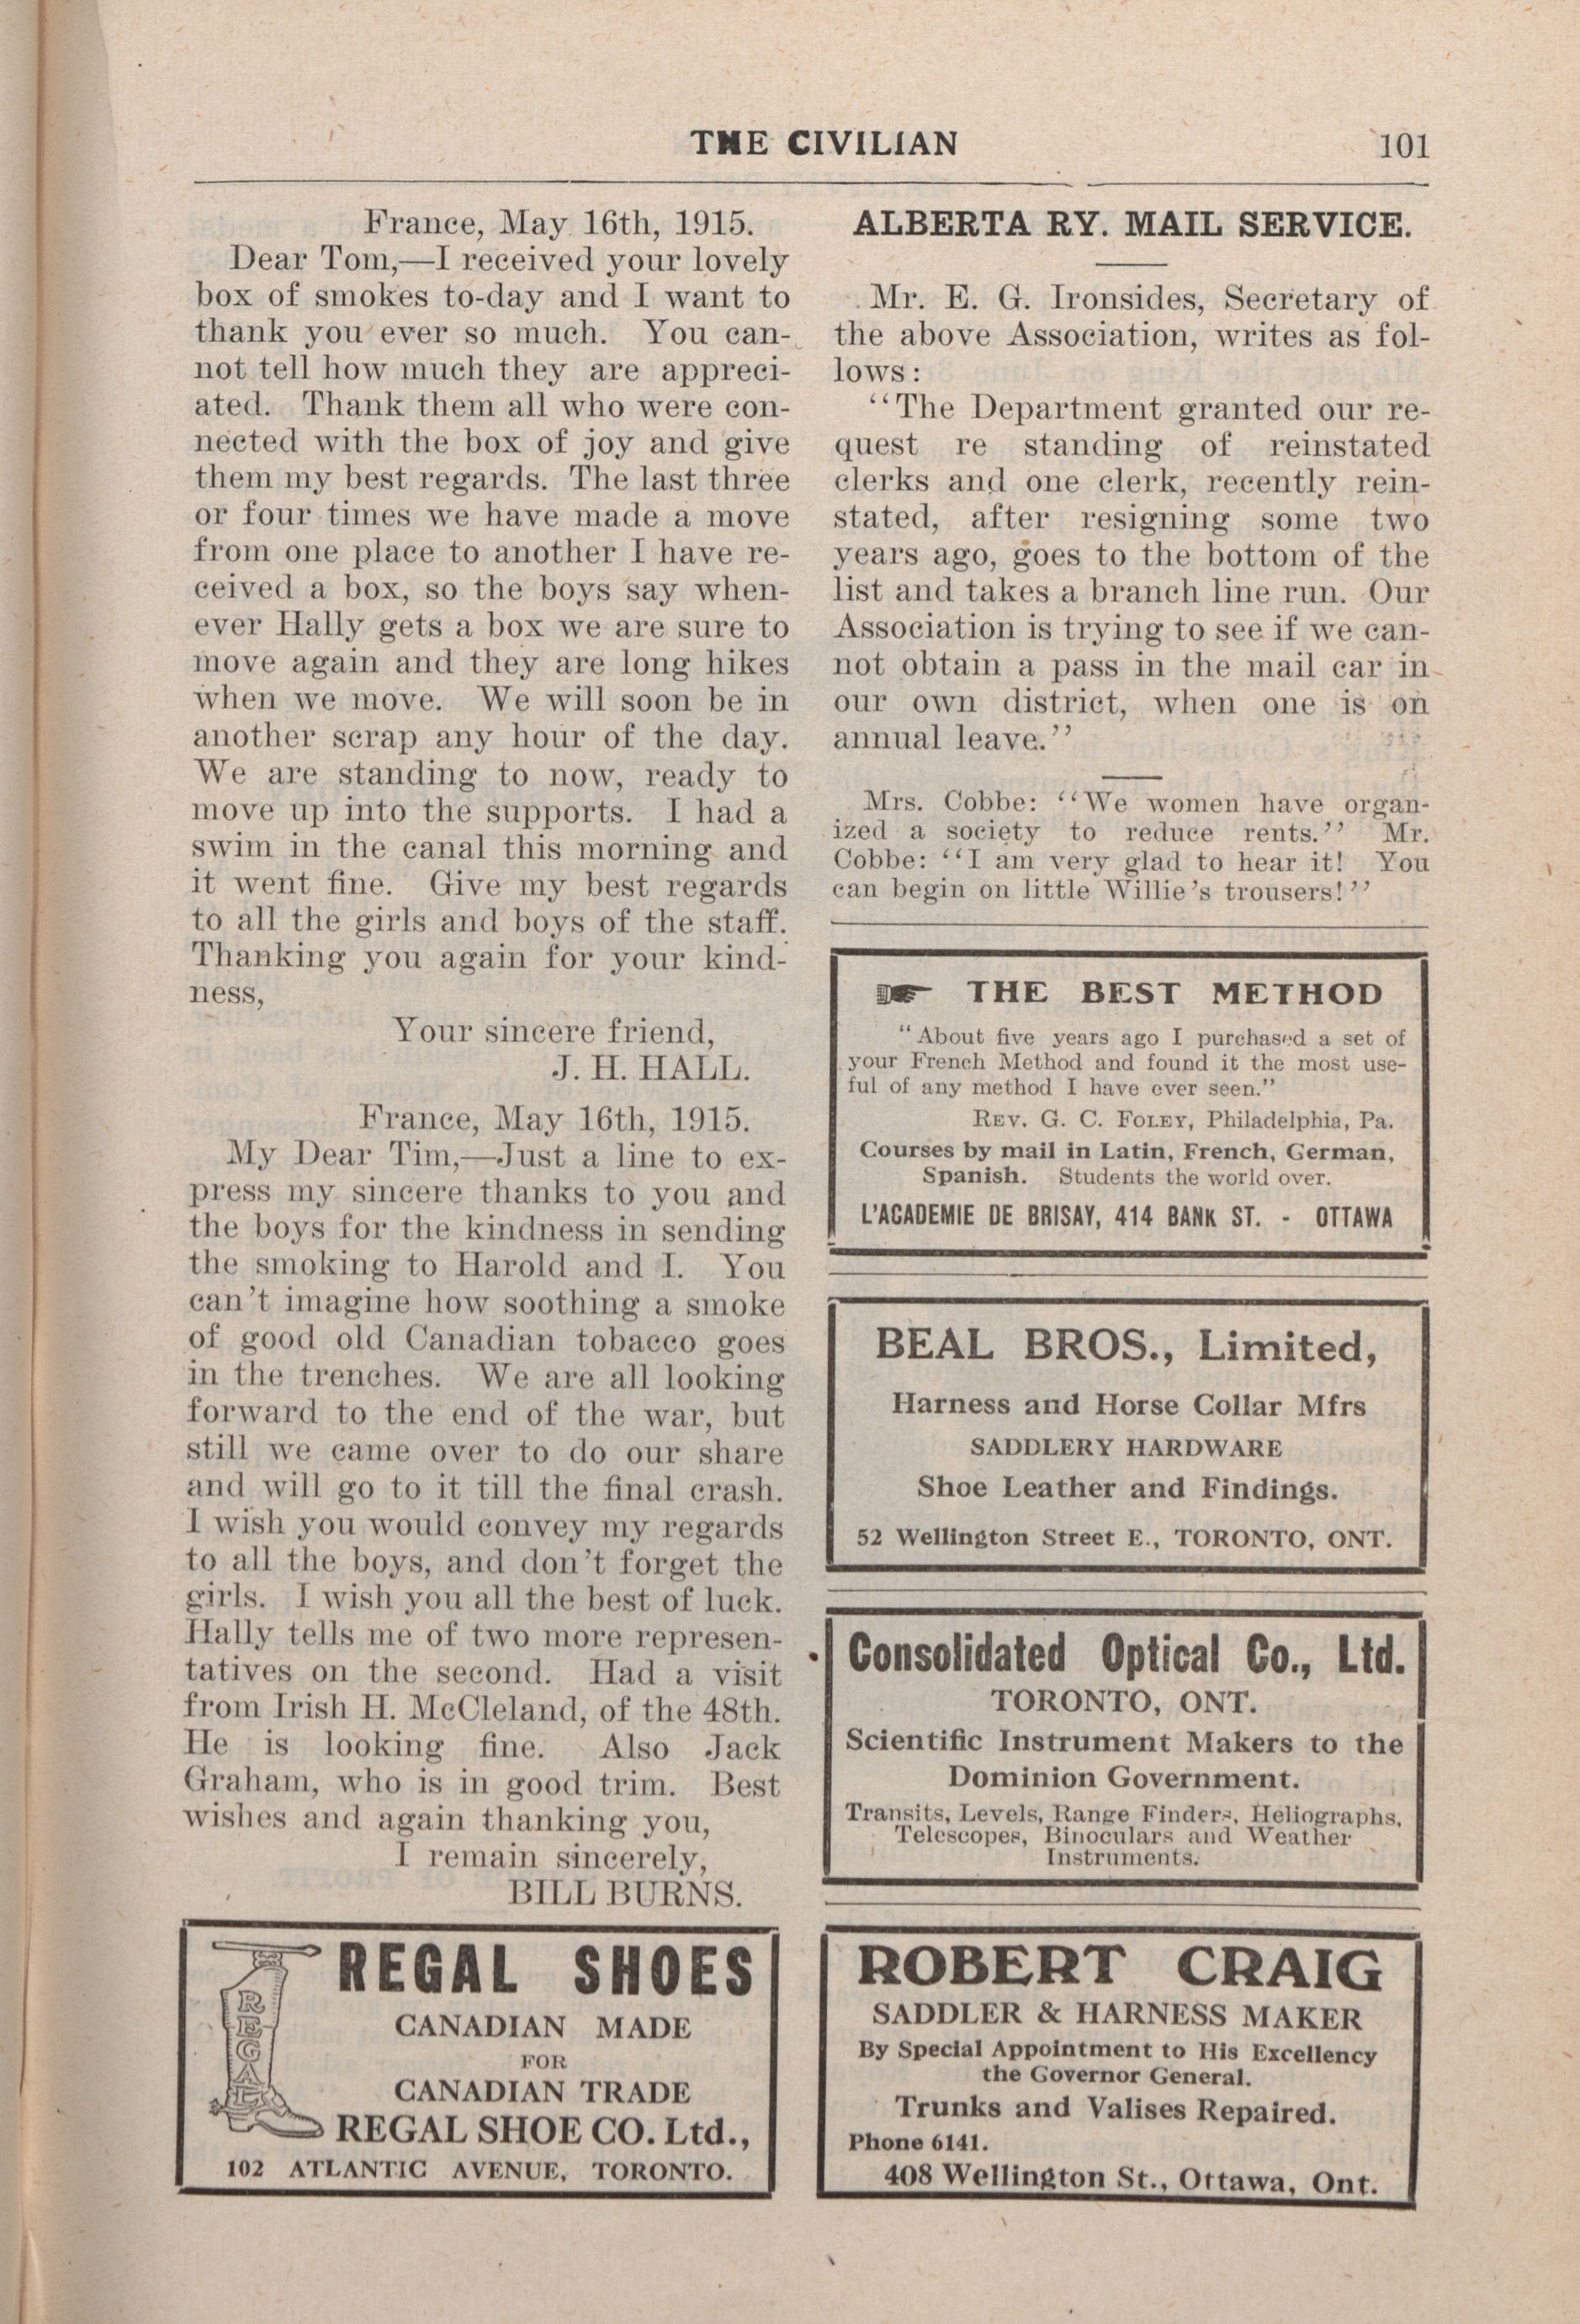 THE CIVILIAN
101
France, May 16th, 1915.
Dear Tom,—I received your lovely
box of smokes to-day and I want to
thank you ever so much. You can-
not tell how much they are appreci-
ated. Thank them all who were con-
nected with the box of joy and give
them my best regards. The last three
or four times we have made a move
from one place to another I have re-
ceived a box, so the boys say when-
ever Hally gets a box we are sure to
move again and they are long hikes
when we move. We will soon be in
another scrap any hour of the day.
We are standing to now, ready to
move up into the supports. I had a
swim in the canal this morning and
it went fine. Give my best regards
to all the girls and boys of the staff.
Thanking you again for your kind-
ness,
Your sincere friend,
J. H. HALL.
France, May 16th, 1915.
My Dear Tim,—Just a line to ex-
press my sincere thanks to you and
the boys for the kindness in sending
the smoking to Harold and I. You
can't imagine how soothing a smoke
of good old Canadian tobacco goes
in the trenches. We are all looking
forward to the end of the war, but
still we came over to do our share
and will go to it till the final crash.
I wish you would convey my regards
to all the boys, and don't forget the
girls. I wish you all the best of luck.
Hally tells me of two more represen-
tatives on the second. Had a visit
from Irish H. McCleland, of the 48th.
He is looking fine. Also Jack
Graham, who is in good trim. Best
wishes and again thanking you,
I remain sincerely,
BILL BURNS.
REGAL
REGAL SHOES
CANADIAN MADE
FOR
CANADIAN TRADE
REGAL SHOE CO. Ltd.,
102 ATLANTIC AVENUE, TORONTO.
ALBERTA RY. MAIL SERVICE.
Mr. E. G. Ironsides, Secretary of
the above Association, writes as fol-
lows:
"The Department granted our re-
quest re standing of reinstated
clerks and one clerk, recently rein-
stated, after resigning some two
years ago, goes to the bottom of the
list and takes a branch line run. Our
Association is trying to see if we can-
not obtain a pass in the mail car in
our own district, when one is on
annual leave."
Mrs. Cobbe: "We women have organ-
ized a society to reduce rents." Mr.
Cobbe: "I am very glad to hear it! You
can begin on little Willie's trousers!"
THE BEST METHOD
"About five years ago I purchased a set of
your French Method and found it the most use-
ful of any method I have ever seen."
REV. G. C. FOLEY, Philadelphia, Pa.
Courses by mail in Latin, French, German,
Spanish. Students the world over.
L'ACADEMIE DE BRISAY, 414 BANK ST. - OTTAWA
BEAL BROS., Limited,
Harness and Horse Collar Mfrs
SADDLERY HARDWARE
Shoe Leather and Findings.
52 Wellington Street E., TORONTO, ONT.
Consolidated Optical Co., Ltd.
TORONTO, ONT.
Scientific Instrument Makers to the
Dominion Government.
Transits, Levels, Range Finders, Heliographs,
Telescopes, Binoculars and Weather
Instruments.
ROBERT CRAIG
SADDLER & HARNESS MAKER
By Special Appointment to His Excellency
the Governor General.
Trunks and Valises Repaired.
Phone 6141.
408 Wellington St., Ottawa, Ont.